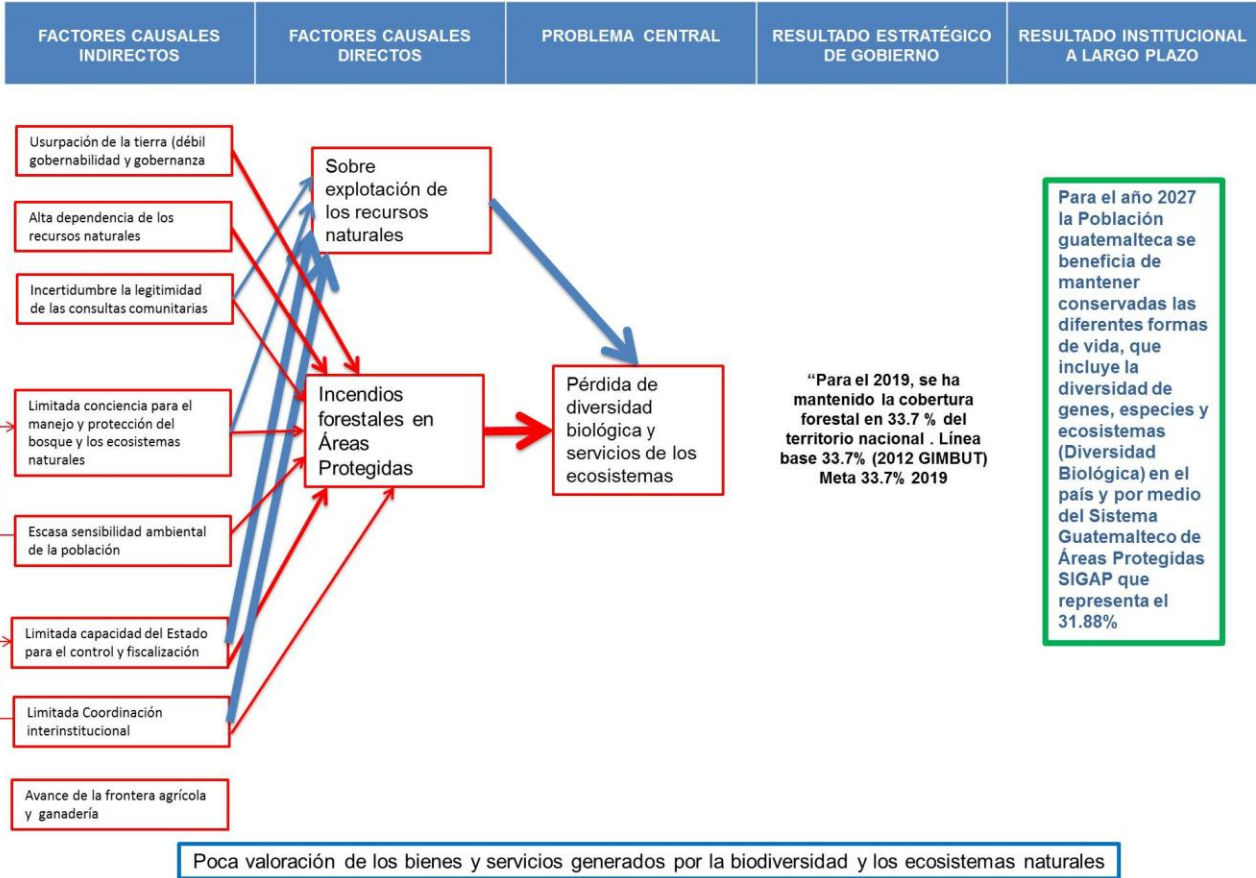 FACTORES CAUSALES
INDIRECTOS
FACTORES CAUSALES
DIRECTOS
PROBLEMA CENTRAL
RESULTADO ESTRATÉGICO
DE GOBIERNO
RESULTADO INSTITUCIONAL
A LARGO PLAZO
Usurpación de la tierra (débil
gobernabilidad y gobernanza
Alta dependencia de los
recursos naturales
Incertidumbre la legitimidad
de las consultas comunitarias
Limitada conciencia para el
manejo y protección del
bosque y los ecosistemas
naturales
Escasa sensibilidad ambiental
de la población
Limitada capacidad del Estado
para el control y fiscalización
Limitada Coordinación
interinstitucional
Avance de la frontera agrícola
y ganadería
Sobre
explotación de
los recursos
naturales
Incendios
forestales en
Áreas
Protegidas
Pérdida de
diversidad
biológica y
servicios de los
ecosistemas
“Para el 2019, se ha
mantenido la cobertura
forestal en 33.7 % del
territorio nacional . Línea
base 33.7% (2012 GIMBUT)
Meta 33.7% 2019
Para el año 2027
la Población
guatemalteca se
beneficia de
mantener
conservadas las
diferentes formas
de vida, que
incluye la
diversidad de
genes, especies y
ecosistemas
(Diversidad
Biológica) en el
país y por medio
del Sistema
Guatemalteco de
Áreas Protegidas
SIGAP que
representa el
31.88%
Poca valoración de los bienes y servicios generados por la biodiversidad y los ecosistemas naturales